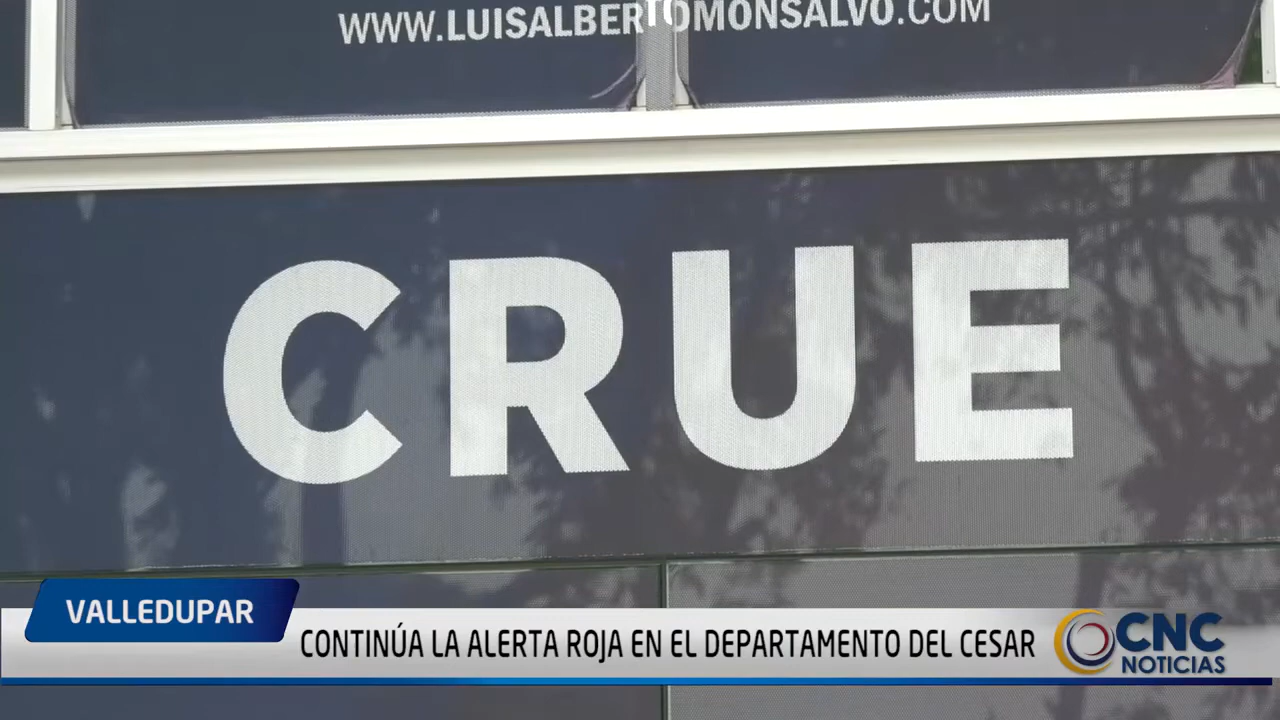 WWW.LUISALBERTOMONSALVO.COM
CRUE
VALLEDUPAR
CONTINÚA LA ALERTA ROJA EN EL DEPARTAMENTO DEL CESAR
CNC
NOTICIAS